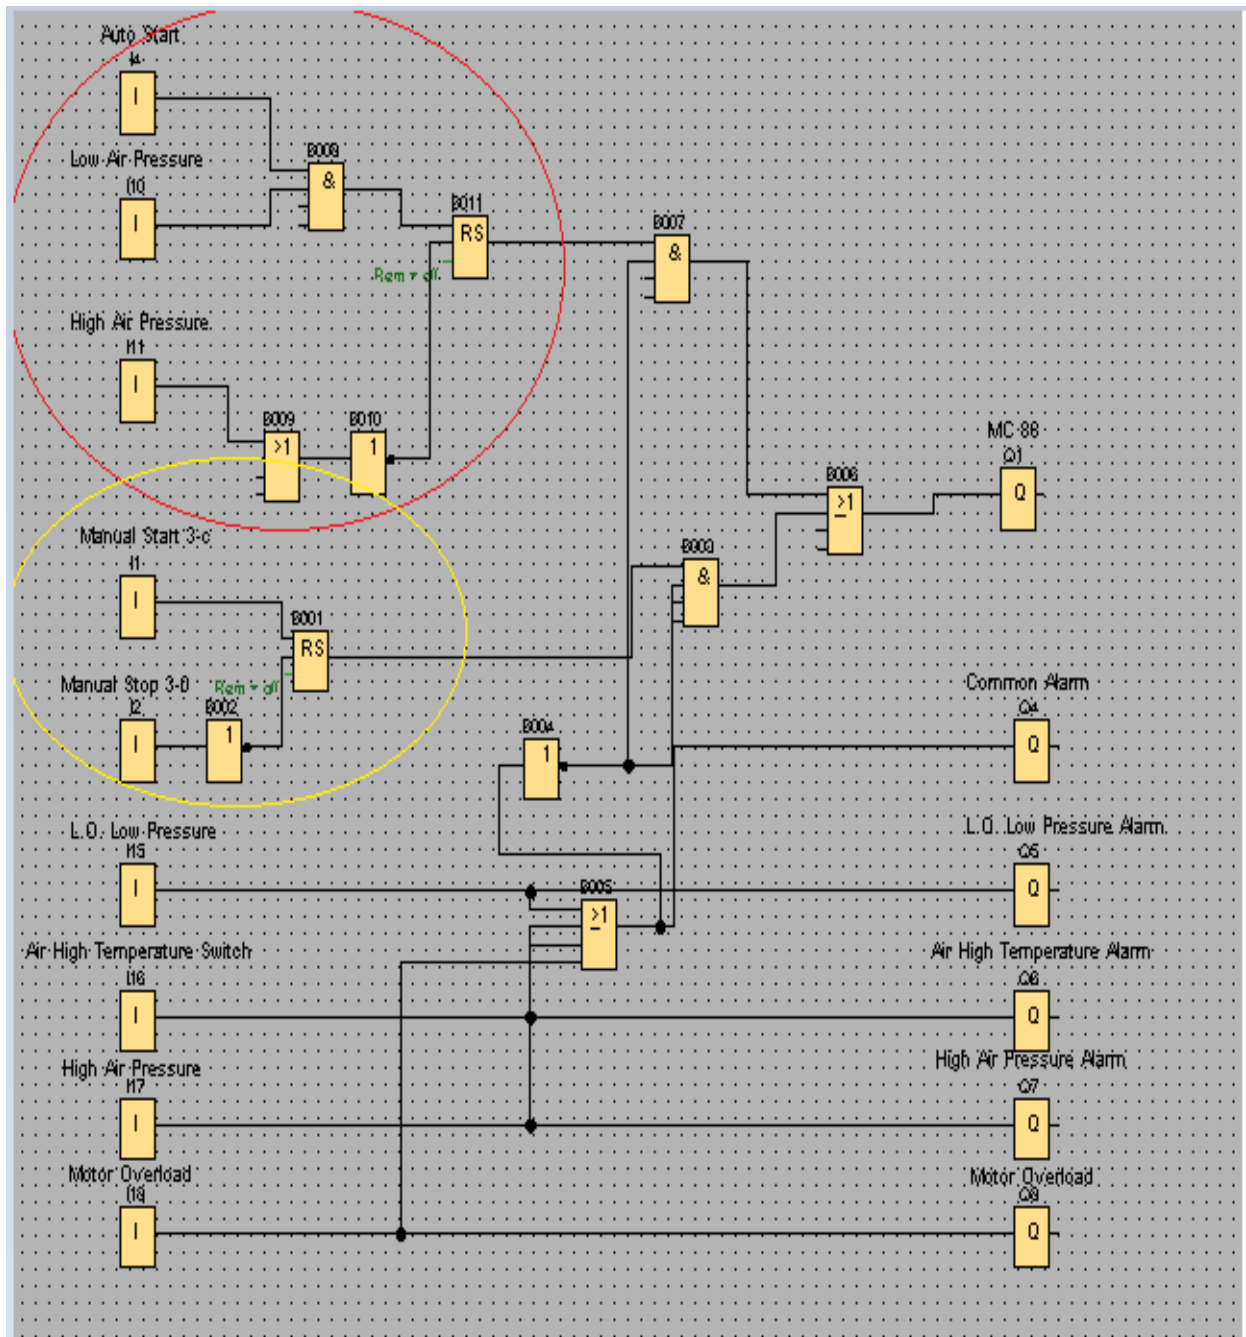 Auto Start
I4
I
Low Air Pressure
I10
I
B008
&
B011
RS
Rem = off
B007
&
High Air Pressure
I11
I
B009
>1
B010
1
MC 88
Q1
Q
B006
>1
Manual Start 3-c
I1
I
B003
&
B001
RS
Rem = off
Manual Stop 3-0
I2
I
B002
1
B004
1
Common Alarm
Q4
Q
L.O. Low Pressure
I15
I
B005
>1
L.O. Low Pressure Alarm
Q5
Q
Air High Temperature Switch
I16
I
Air High Temperature Alarm
Q6
Q
High Air Pressure
I17
I
High Air Pressure Alarm
Q7
Q
Motor Overload
I18
I
Motor Overload
Q8
Q